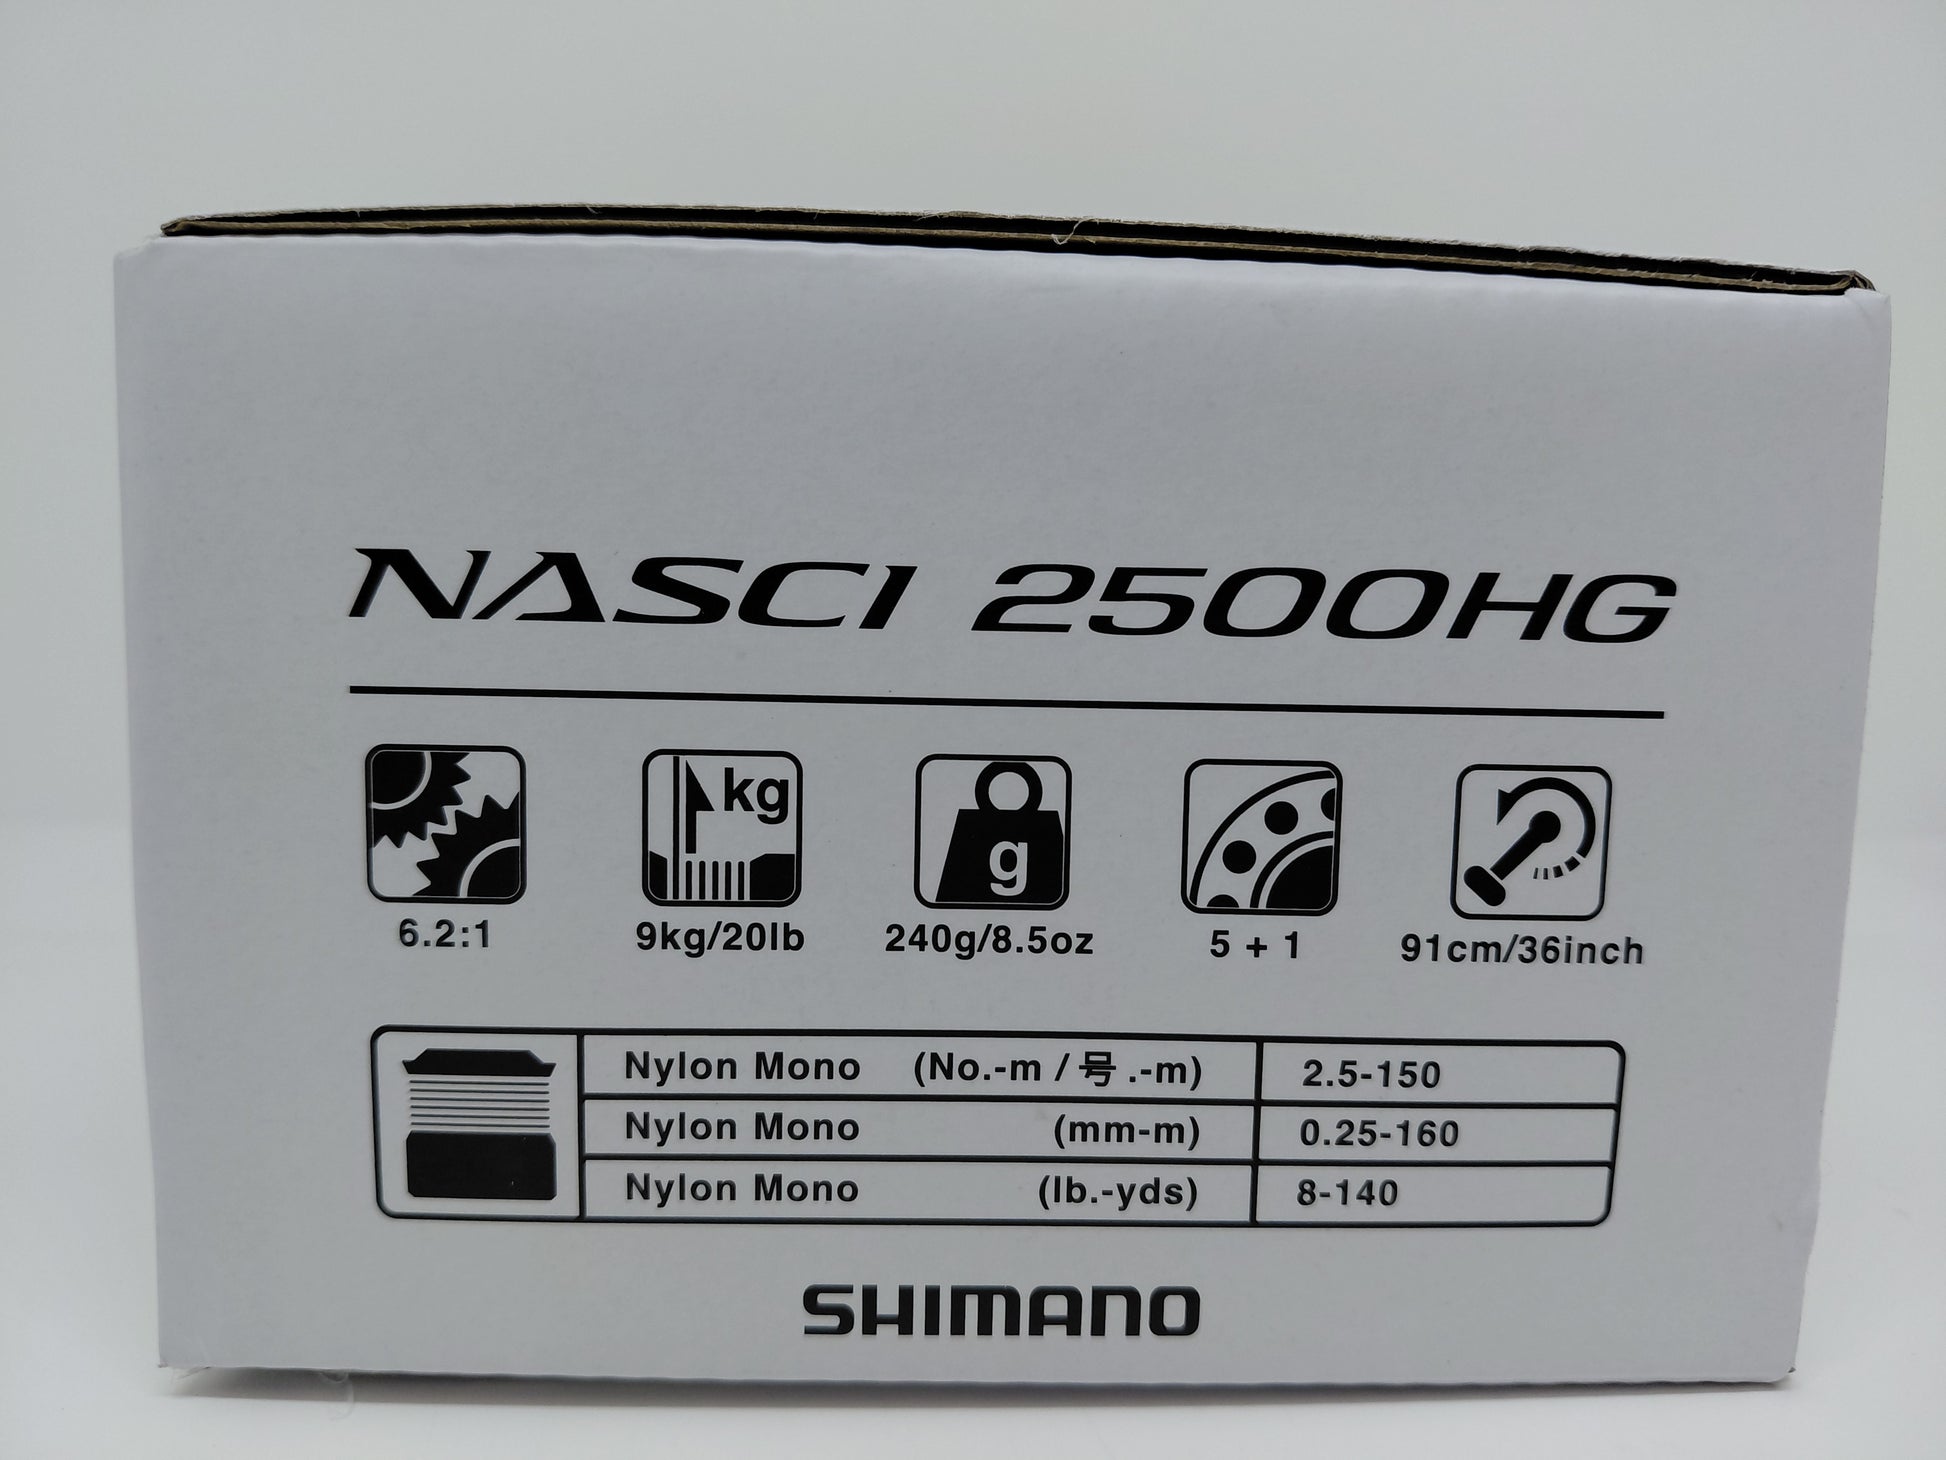 NASCI 2500HG
kg
g
6.2:1 9kg/20lb 240g/8.5oz 5 + 1 91cm/36inch
Nylon Mono (No.-m / 号 .-m) 2.5-150
Nylon Mono (mm-m) 0.25-160
Nylon Mono (lb.-yds) 8-140
SHIMANO